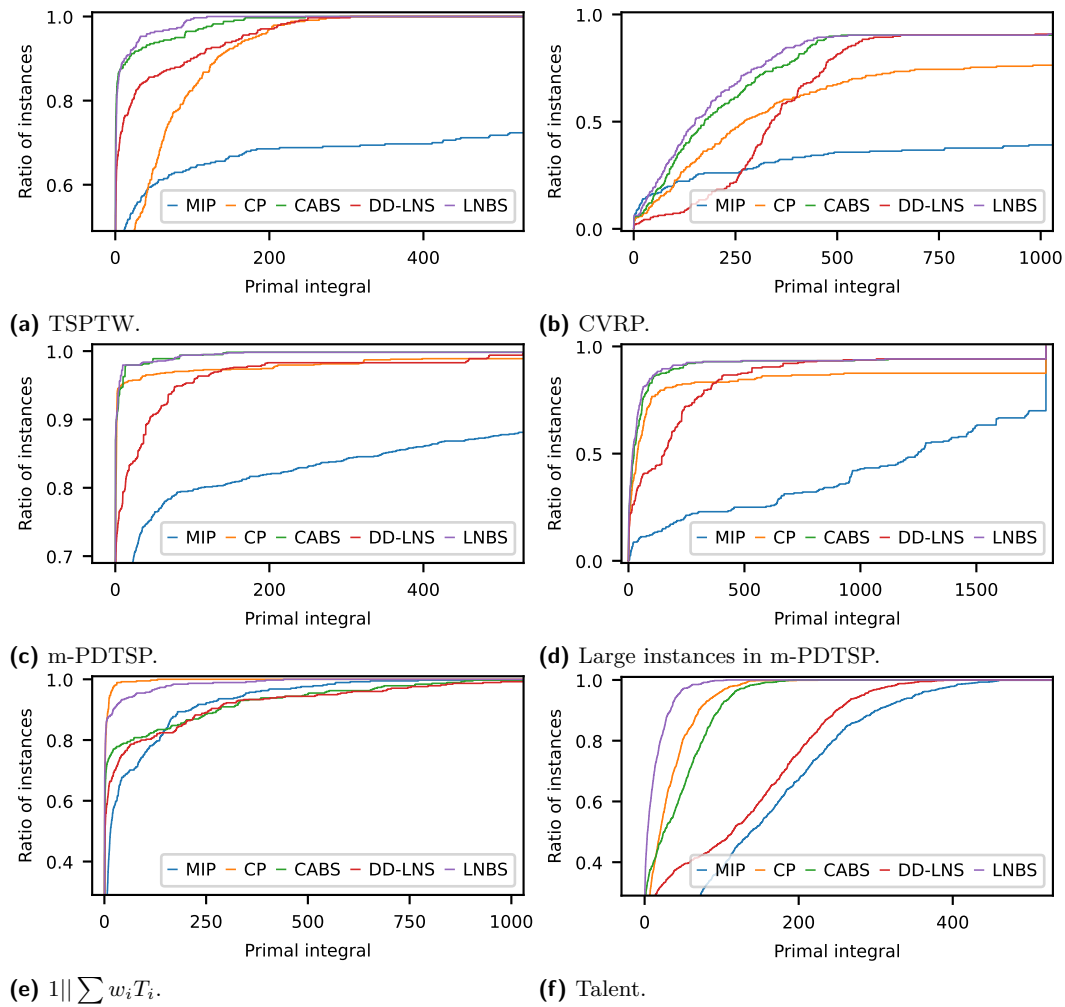 1.0
0.8
0.6
Ratio of instances
MIP CP CABS DD-LNS LNBS
0 200 400
Primal integral
(a) TSPTW.
1.0
0.5
0.0
Ratio of instances
MIP CP CABS DD-LNS LNBS
0 250 500 750 1000
Primal integral
(b) CVRP.
1.0
0.9
0.8
0.7
Ratio of instances
MIP CP CABS DD-LNS LNBS
0 200 400
Primal integral
(c) m-PDTSP.
1.0
0.5
0.0
Ratio of instances
MIP CP CABS DD-LNS LNBS
0 500 1000 1500
Primal integral
(d) Large instances in m-PDTSP.
1.0
0.8
0.6
0.4
Ratio of instances
MIP CP CABS DD-LNS LNBS
0 250 500 750 1000
Primal integral
(e) 1|| ∑ wᵢTᵢ.
1.0
0.8
0.6
0.4
Ratio of instances
MIP CP CABS DD-LNS LNBS
0 200 400
Primal integral
(f) Talent.